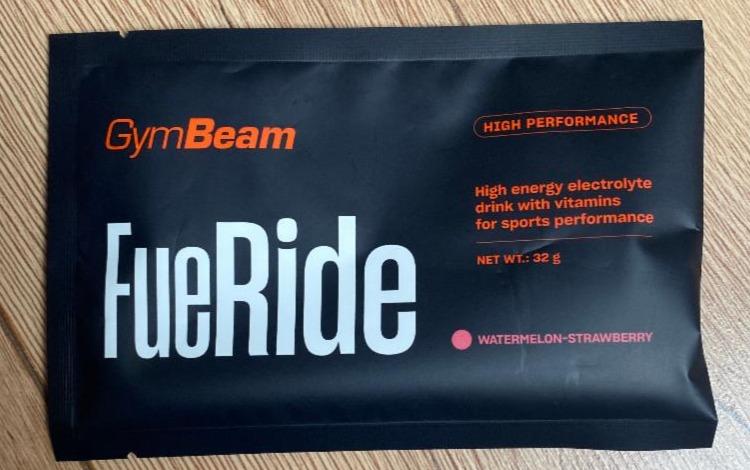 GymBeam
FueRide
HIGH PERFORMANCE
High energy electrolyte
drink with vitamins
for sports performance
NET WT.: 32 g
WATERMELON-STRAWBERRY